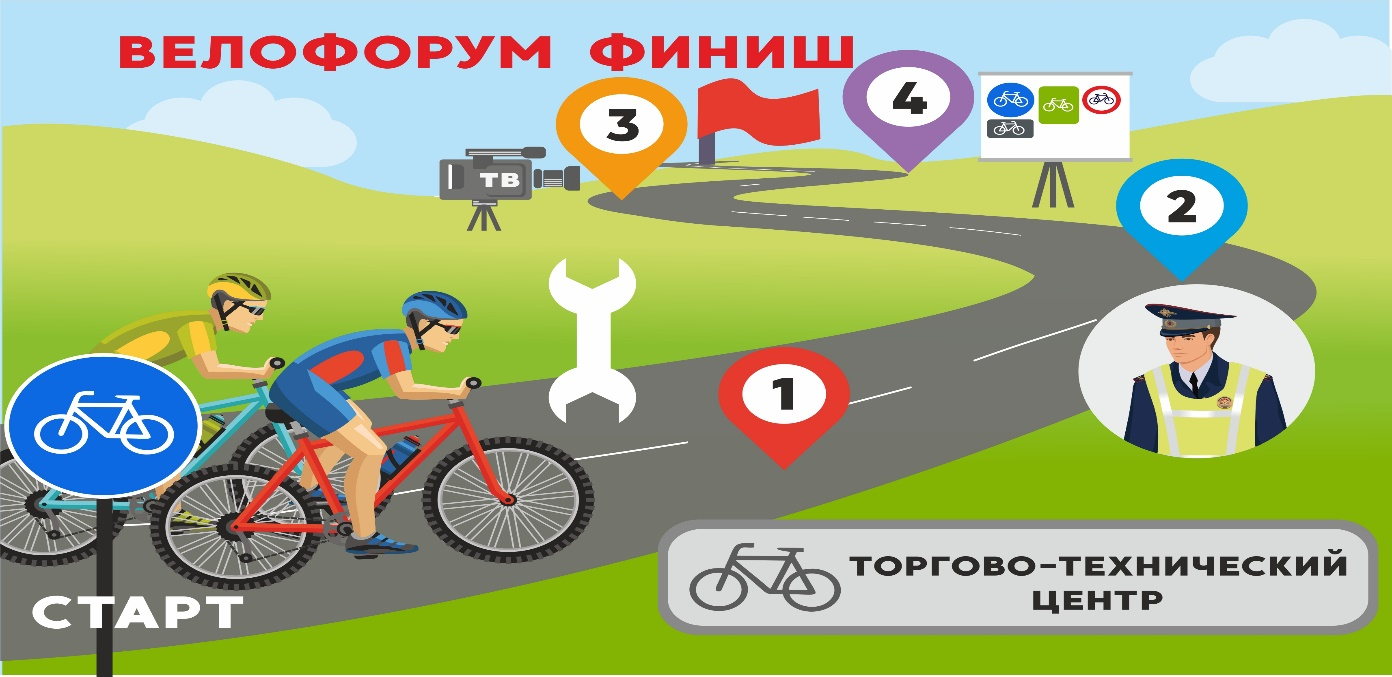 ВЕЛОФОРУМ ФИНИШ
3
4
ТВ
2
1
ТОРГОВО-ТЕХНИЧЕСКИЙ
ЦЕНТР
СТАРТ